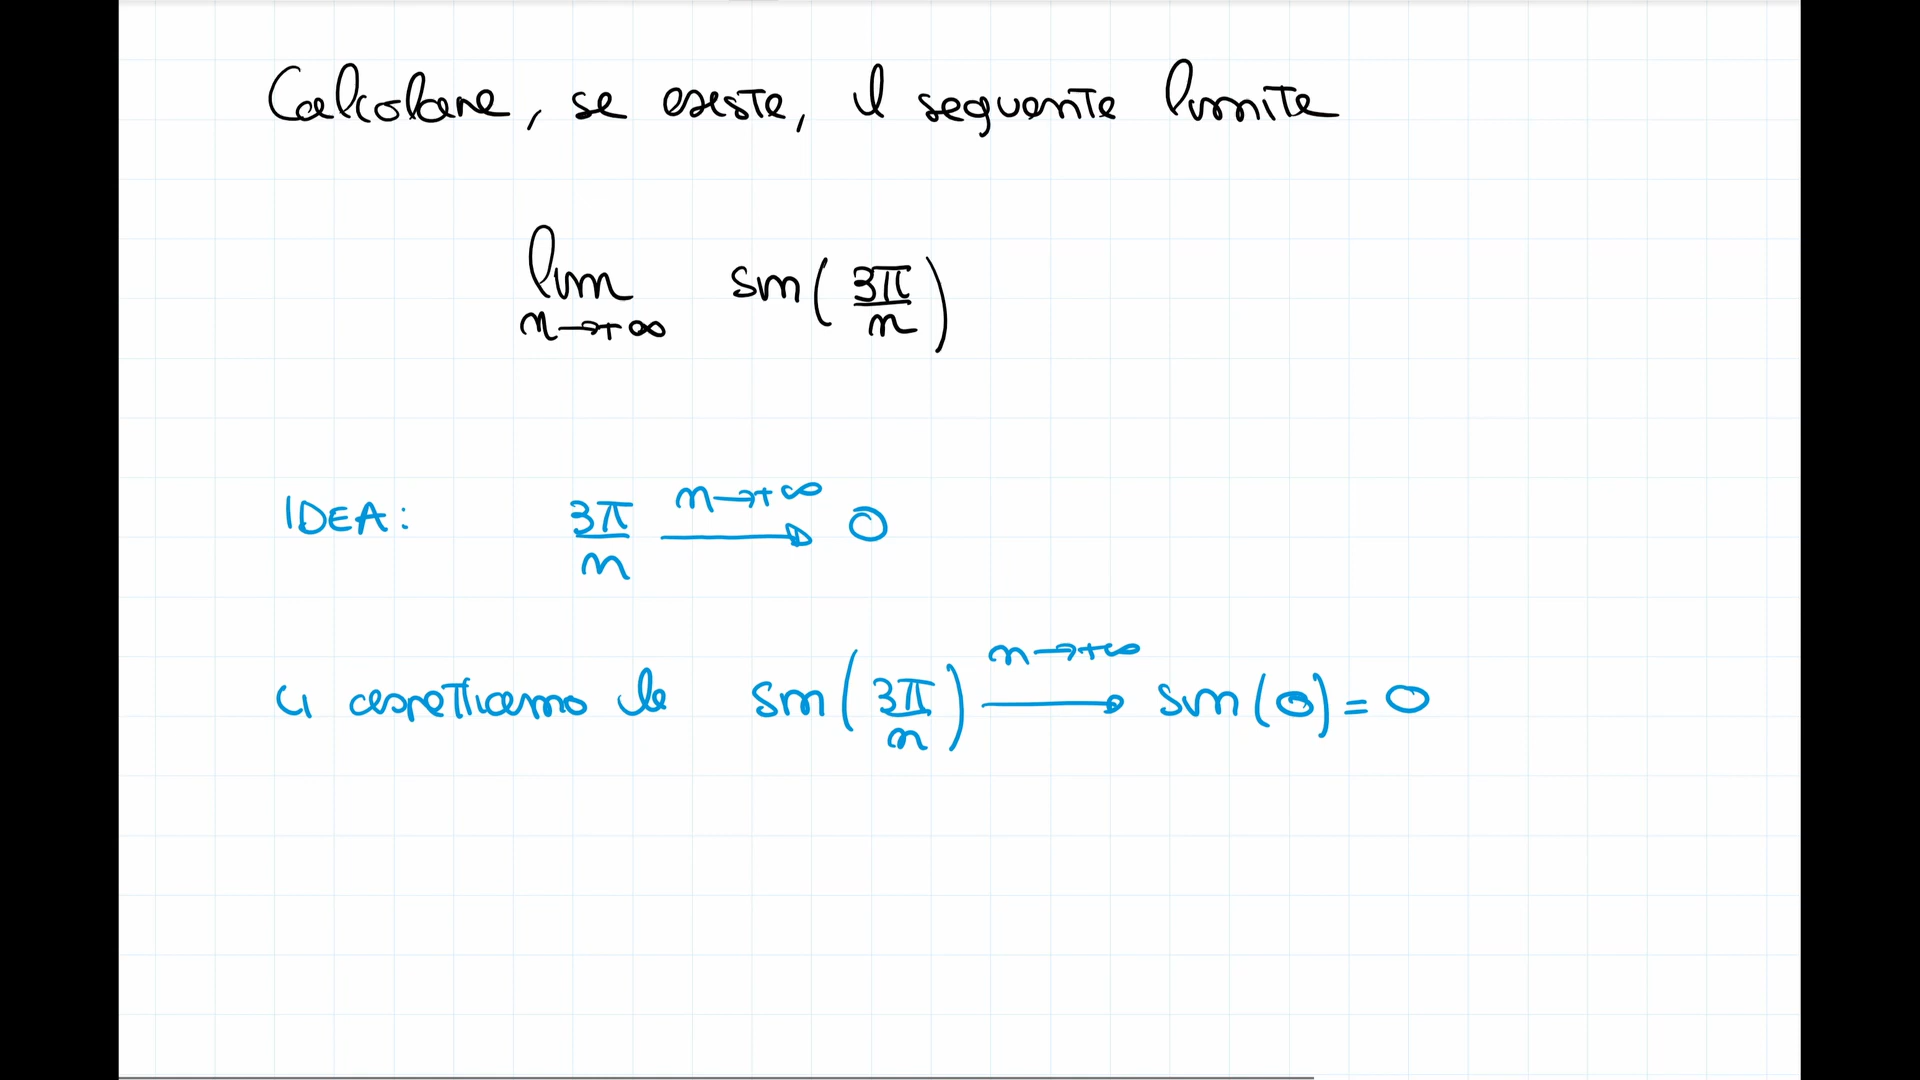 Calcolare, se esiste, il seguente limite
lim n→+∞ sin(3π/n)
IDEA: 3π/n n→+∞ → 0
ci aspettiamo che sin(3π/n) n→+∞ → sin(0) = 0